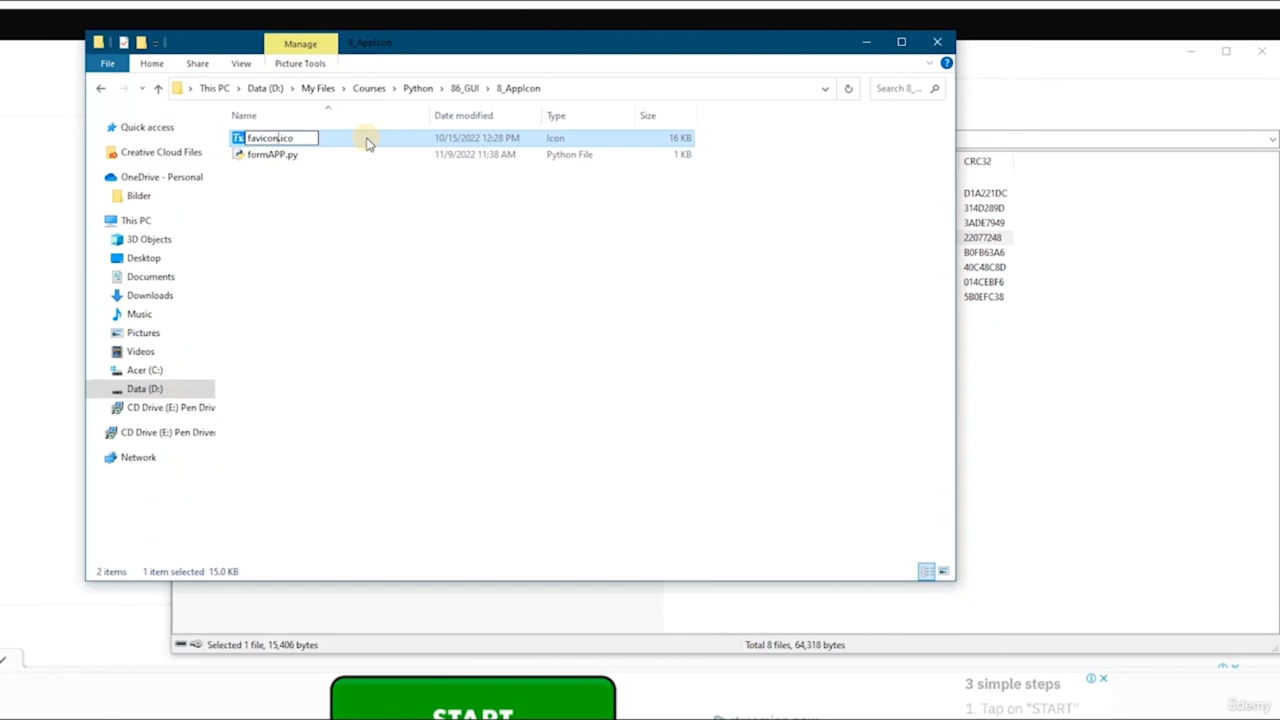 Manage 8_AppIcon
File Home Share View Picture Tools
This PC Data (D:) My Files Courses Python 86_GUI 8_AppIcon Search 8_...
Name Date modified Type Size
favicon.ico 10/15/2022 12:28 PM Icon 16 KB
formAPP.py 11/9/2022 11:38 AM Python File 1 KB
Quick access
Creative Cloud Files
OneDrive - Personal
Bilder
This PC
3D Objects
Desktop
Documents
Downloads
Music
Pictures
Videos
Acer (C:)
Data (D:)
CD Drive (E:) Pen Driv
CD Drive (E:) Pen Drive
Network
2 items 1 item selected 15.0 KB
CRC32
D1A221DC
314D289D
3ADE7949
22077248
B0FB63A6
40C48C8D
014CEBF6
5B0EFC38
Selected 1 file, 15,406 bytes Total 8 files, 64,318 bytes
START
3 simple steps
1. Tap on "START"
streaming now
ûdemy